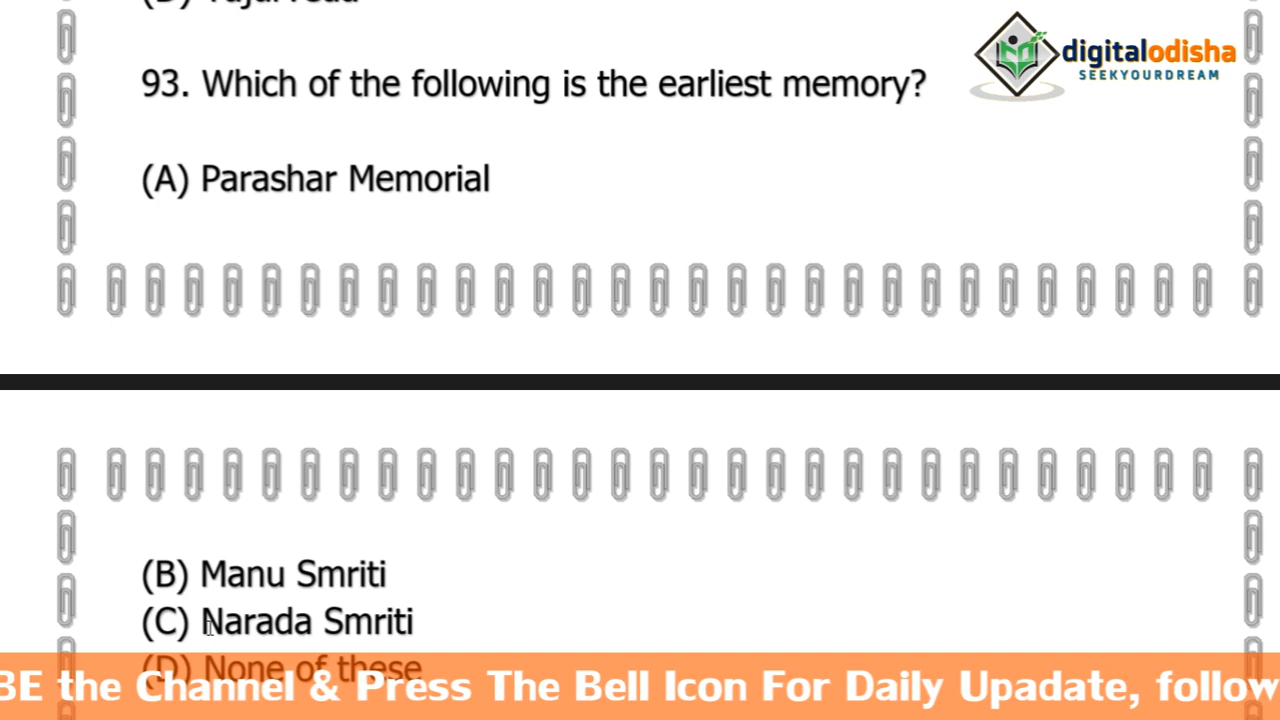 digitalodisha
SEEKYOURDREAM
93. Which of the following is the earliest memory?
(A) Parashar Memorial
(B) Manu Smriti
(C) Narada Smriti
(D) None of these
BE the Channel & Press The Bell Icon For Daily Upadate, follow